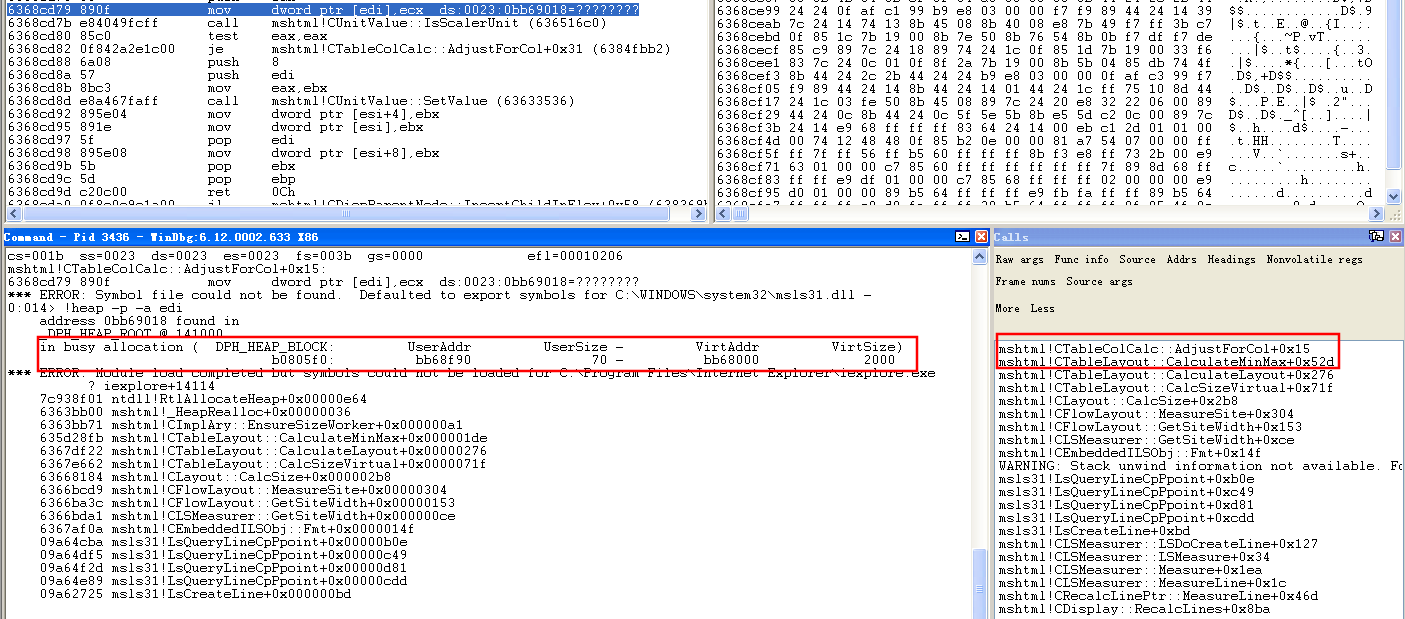 6368cd79 890f mov dword ptr [edi],ecx ds:0023:0bb69018=????????
6368cd7b e84049fcff call mshtml!CUnitValue::IsScalerUnit (636516c0)
6368cd80 85c0 test eax,eax
6368cd82 0f842a2e1c00 je mshtml!CTableColCalc::AdjustForCol+0x31 (6384fbb2)
6368cd88 6a08 push 8
6368cd8a 57 push edi
6368cd8b 8bc3 mov eax,ebx
6368cd8d e8a467faff call mshtml!CUnitValue::SetValue (63633536)
6368cd92 895e04 mov dword ptr [esi+4],ebx
6368cd95 891e mov dword ptr [esi],ebx
6368cd97 5f pop edi
6368cd98 895e08 mov dword ptr [esi+8],ebx
6368cd9b 5b pop ebx
6368cd9c 5d pop ebp
6368cd9d c20c00 ret 0Ch
6368ce99 24 24 0f af c1 99 b9 e8 03 00 00 f7 f9 89 44 24 14 39
6368ceab 7c 24 14 74 13 8b 45 08 8b 40 08 e8 7b 49 f7 ff 3b c7
6368cebd 0f 85 1c 7b 19 00 8b 7e 50 8b 76 54 8b 0b f7 df f7 de
6368cecf 85 c9 89 7c 24 18 89 74 24 1c 0f 85 1d 7b 19 00 33 f6
6368cee1 83 7c 24 0c 01 0f 8f 2a 7b 19 00 8b 5b 04 85 db 74 4f
6368cef3 8b 44 24 2c 2b 44 24 24 b9 e8 03 00 00 0f af c3 99 f7
6368cf05 f9 89 44 24 14 8b 44 24 14 01 44 24 1c ff 75 10 8d 44
6368cf17 24 1c 03 fe 50 8b 45 08 89 7c 24 20 e8 32 22 06 00 89
6368cf29 44 24 0c 8b 44 24 0c 5f 5e 5b 8b e5 5d c2 0c 00 89 7c
6368cf3b 24 14 e9 68 ff ff ff 83 64 24 14 00 eb c1 2d 01 01 00
6368cf4d 00 74 12 48 48 0f 85 b2 0e 00 00 81 a7 54 07 00 00 ff
6368cf5f ff 7f ff 56 ff b5 60 ff ff ff 8b f3 e8 ff 73 2b 00 e9
6368cf71 63 01 00 00 c7 85 60 ff ff ff ff ff ff 7f 89 8d 68 ff
6368cf83 ff ff e9 df 01 00 00 c7 85 68 ff ff ff 02 00 00 00 e9
6368cf95 d0 01 00 00 89 b5 64 ff ff ff e9 fb fa ff ff 89 b5 64
Command - Pid 3436 - WinDbg:6.12.0002.633 X86
cs=001b ss=0023 ds=0023 es=0023 fs=003b gs=0000 efl=00010206
mshtml!CTableColCalc::AdjustForCol+0x15:
6368cd79 890f mov dword ptr [edi],ecx ds:0023:0bb69018=????????
*** ERROR: Symbol file could not be found. Defaulted to export symbols for C:\WINDOWS\system32\msls31.dll -
0:014> !heap -p -a edi
address 0bb69018 found in
_DPH_HEAP_ROOT @ 141000
in busy allocation ( DPH_HEAP_BLOCK: UserAddr UserSize - VirtAddr VirtSize)
b0805f0: bb68f90 70 - bb68000 2000
*** ERROR: Module load completed but symbols could not be loaded for C:\Program Files\Internet Explorer\iexplore.exe
? iexplore+14114
7c938f01 ntdll!RtlAllocateHeap+0x00000e64
6363bb00 mshtml!_HeapRealloc+0x00000036
6363bb71 mshtml!CImplAry::EnsureSizeWorker+0x000000a1
635d28fb mshtml!CTableLayout::CalculateMinMax+0x000001de
6367df22 mshtml!CTableLayout::CalculateLayout+0x00000276
6367e662 mshtml!CTableLayout::CalcSizeVirtual+0x0000071f
63668184 mshtml!CLayout::CalcSize+0x000002b8
6366bcd9 mshtml!CFlowLayout::MeasureSite+0x00000304
6366ba3c mshtml!CFlowLayout::GetSiteWidth+0x00000153
6366bda1 mshtml!CLSMeasurer::GetSiteWidth+0x000000ce
6367af0a mshtml!CEmbeddedILSObj::Fmt+0x0000014f
09a64cba msls31!LsQueryLineCpPpoint+0x00000b0e
09a64df5 msls31!LsQueryLineCpPpoint+0x00000c49
09a64f2d msls31!LsQueryLineCpPpoint+0x00000d81
09a64e89 msls31!LsQueryLineCpPpoint+0x00000cdd
09a62725 msls31!LsCreateLine+0x000000bd
Calls
Raw args Func info Source Addrs Headings Nonvolatile regs
Frame nums Source args
More Less
mshtml!CTableColCalc::AdjustForCol+0x15
mshtml!CTableLayout::CalculateMinMax+0x52d
mshtml!CTableLayout::CalculateLayout+0x276
mshtml!CTableLayout::CalcSizeVirtual+0x71f
mshtml!CLayout::CalcSize+0x2b8
mshtml!CFlowLayout::MeasureSite+0x304
mshtml!CFlowLayout::GetSiteWidth+0x153
mshtml!CLSMeasurer::GetSiteWidth+0xce
mshtml!CEmbeddedILSObj::Fmt+0x14f
WARNING: Stack unwind information not available. Fo
msls31!LsQueryLineCpPpoint+0xb0e
msls31!LsQueryLineCpPpoint+0xc49
msls31!LsQueryLineCpPpoint+0xd81
msls31!LsQueryLineCpPpoint+0xcdd
msls31!LsCreateLine+0xbd
mshtml!CLSMeasurer::LSDoCreateLine+0x127
mshtml!CLSMeasurer::LSMeasure+0x34
mshtml!CLSMeasurer::Measure+0x1ea
mshtml!CLSMeasurer::MeasureLine+0x1c
mshtml!CRecalcLinePtr::MeasureLine+0x46d
mshtml!CDisplay::RecalcLines+0x8ba